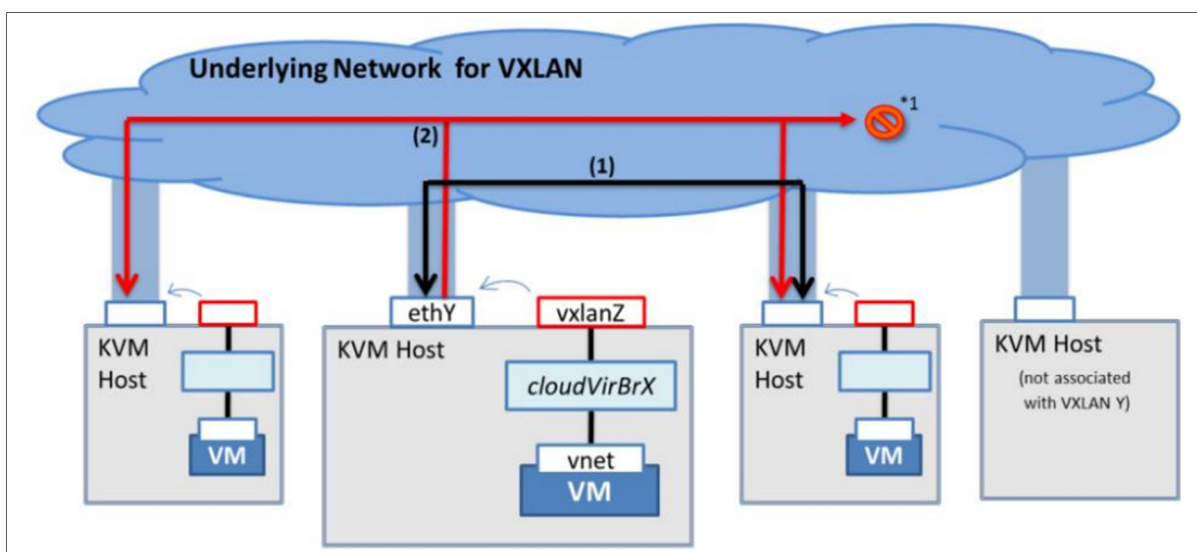 Underlying Network for VXLAN
*1
(2)
(1)
ethY
vxlanZ
KVM
Host
VM
KVM Host
cloudVirBrX
vnet
VM
KVM
Host
VM
KVM Host
(not associated
with VXLAN Y)